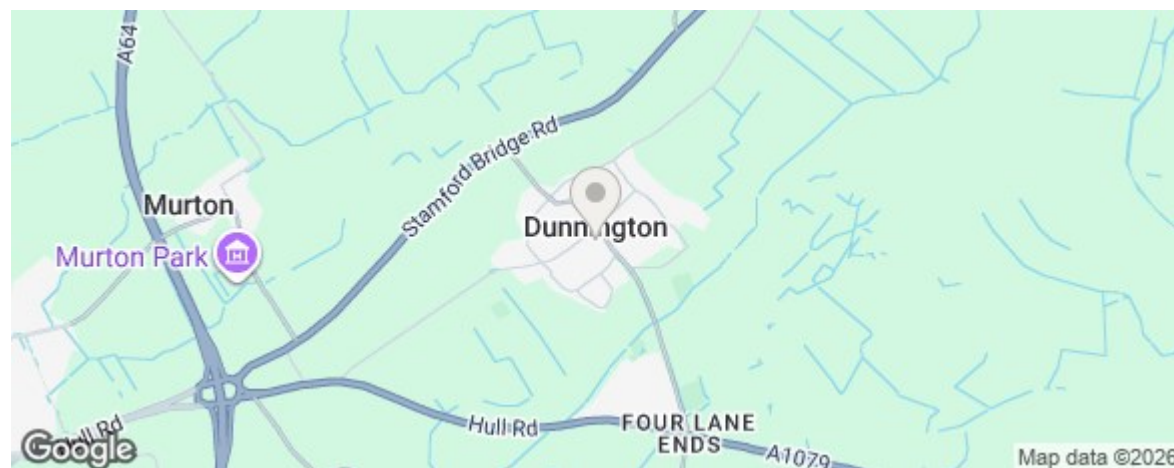 A64
Stamford Bridge Rd
Murton
Dunnington
Murton Park
Hull Rd
Hull Rd
FOUR LANE
ENDS
A1079
Google
Map data ©2026